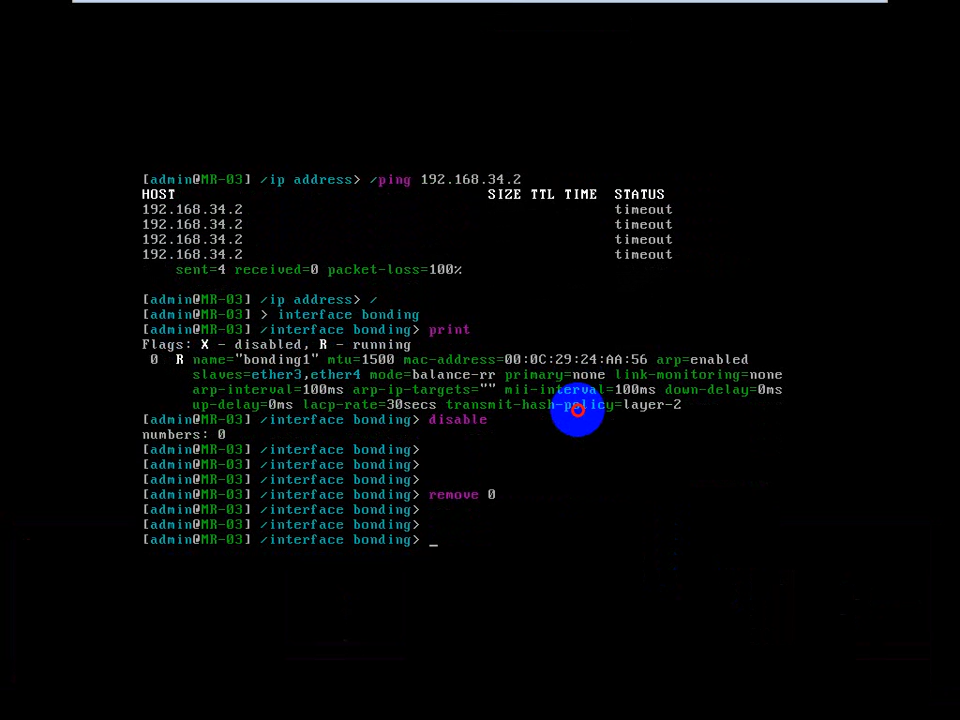 [admin@MR-03] /ip address> /ping 192.168.34.2
HOST SIZE TTL TIME STATUS
192.168.34.2 timeout
192.168.34.2 timeout
192.168.34.2 timeout
192.168.34.2 timeout
sent=4 received=0 packet-loss=100%
[admin@MR-03] /ip address> /
[admin@MR-03] > interface bonding
[admin@MR-03] /interface bonding> print
Flags: X - disabled, R - running
0 R name="bonding1" mtu=1500 mac-address=00:0C:29:24:AA:56 arp=enabled
slaves=ether3,ether4 mode=balance-rr primary=none link-monitoring=none
arp-interval=100ms arp-ip-targets="" mii-interval=100ms down-delay=0ms
up-delay=0ms lacp-rate=30secs transmit-hash-policy=layer-2
[admin@MR-03] /interface bonding> disable
numbers: 0
[admin@MR-03] /interface bonding>
[admin@MR-03] /interface bonding>
[admin@MR-03] /interface bonding>
[admin@MR-03] /interface bonding> remove 0
[admin@MR-03] /interface bonding>
[admin@MR-03] /interface bonding>
[admin@MR-03] /interface bonding> _